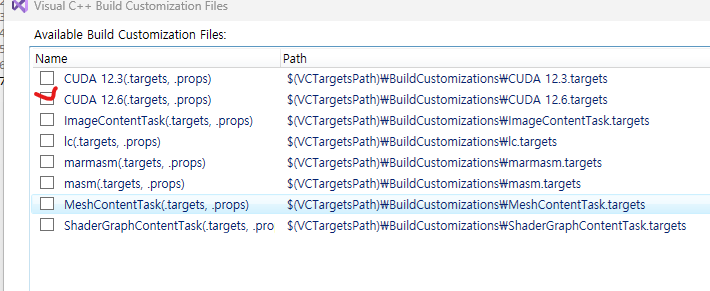 Visual C++ Build Customization Files
Available Build Customization Files:
Name Path
CUDA 12.3(.targets, .props) $(VCTargetsPath)₩BuildCustomizations₩CUDA 12.3.targets
CUDA 12.6(.targets, .props) $(VCTargetsPath)₩BuildCustomizations₩CUDA 12.6.targets
ImageContentTask(.targets, .props) $(VCTargetsPath)₩BuildCustomizations₩ImageContentTask.targets
lc(.targets, .props) $(VCTargetsPath)₩BuildCustomizations₩lc.targets
marmasm(.targets, .props) $(VCTargetsPath)₩BuildCustomizations₩marmasm.targets
masm(.targets, .props) $(VCTargetsPath)₩BuildCustomizations₩masm.targets
MeshContentTask(.targets, .props) $(VCTargetsPath)₩BuildCustomizations₩MeshContentTask.targets
ShaderGraphContentTask(.targets, .pro $(VCTargetsPath)₩BuildCustomizations₩ShaderGraphContentTask.targets